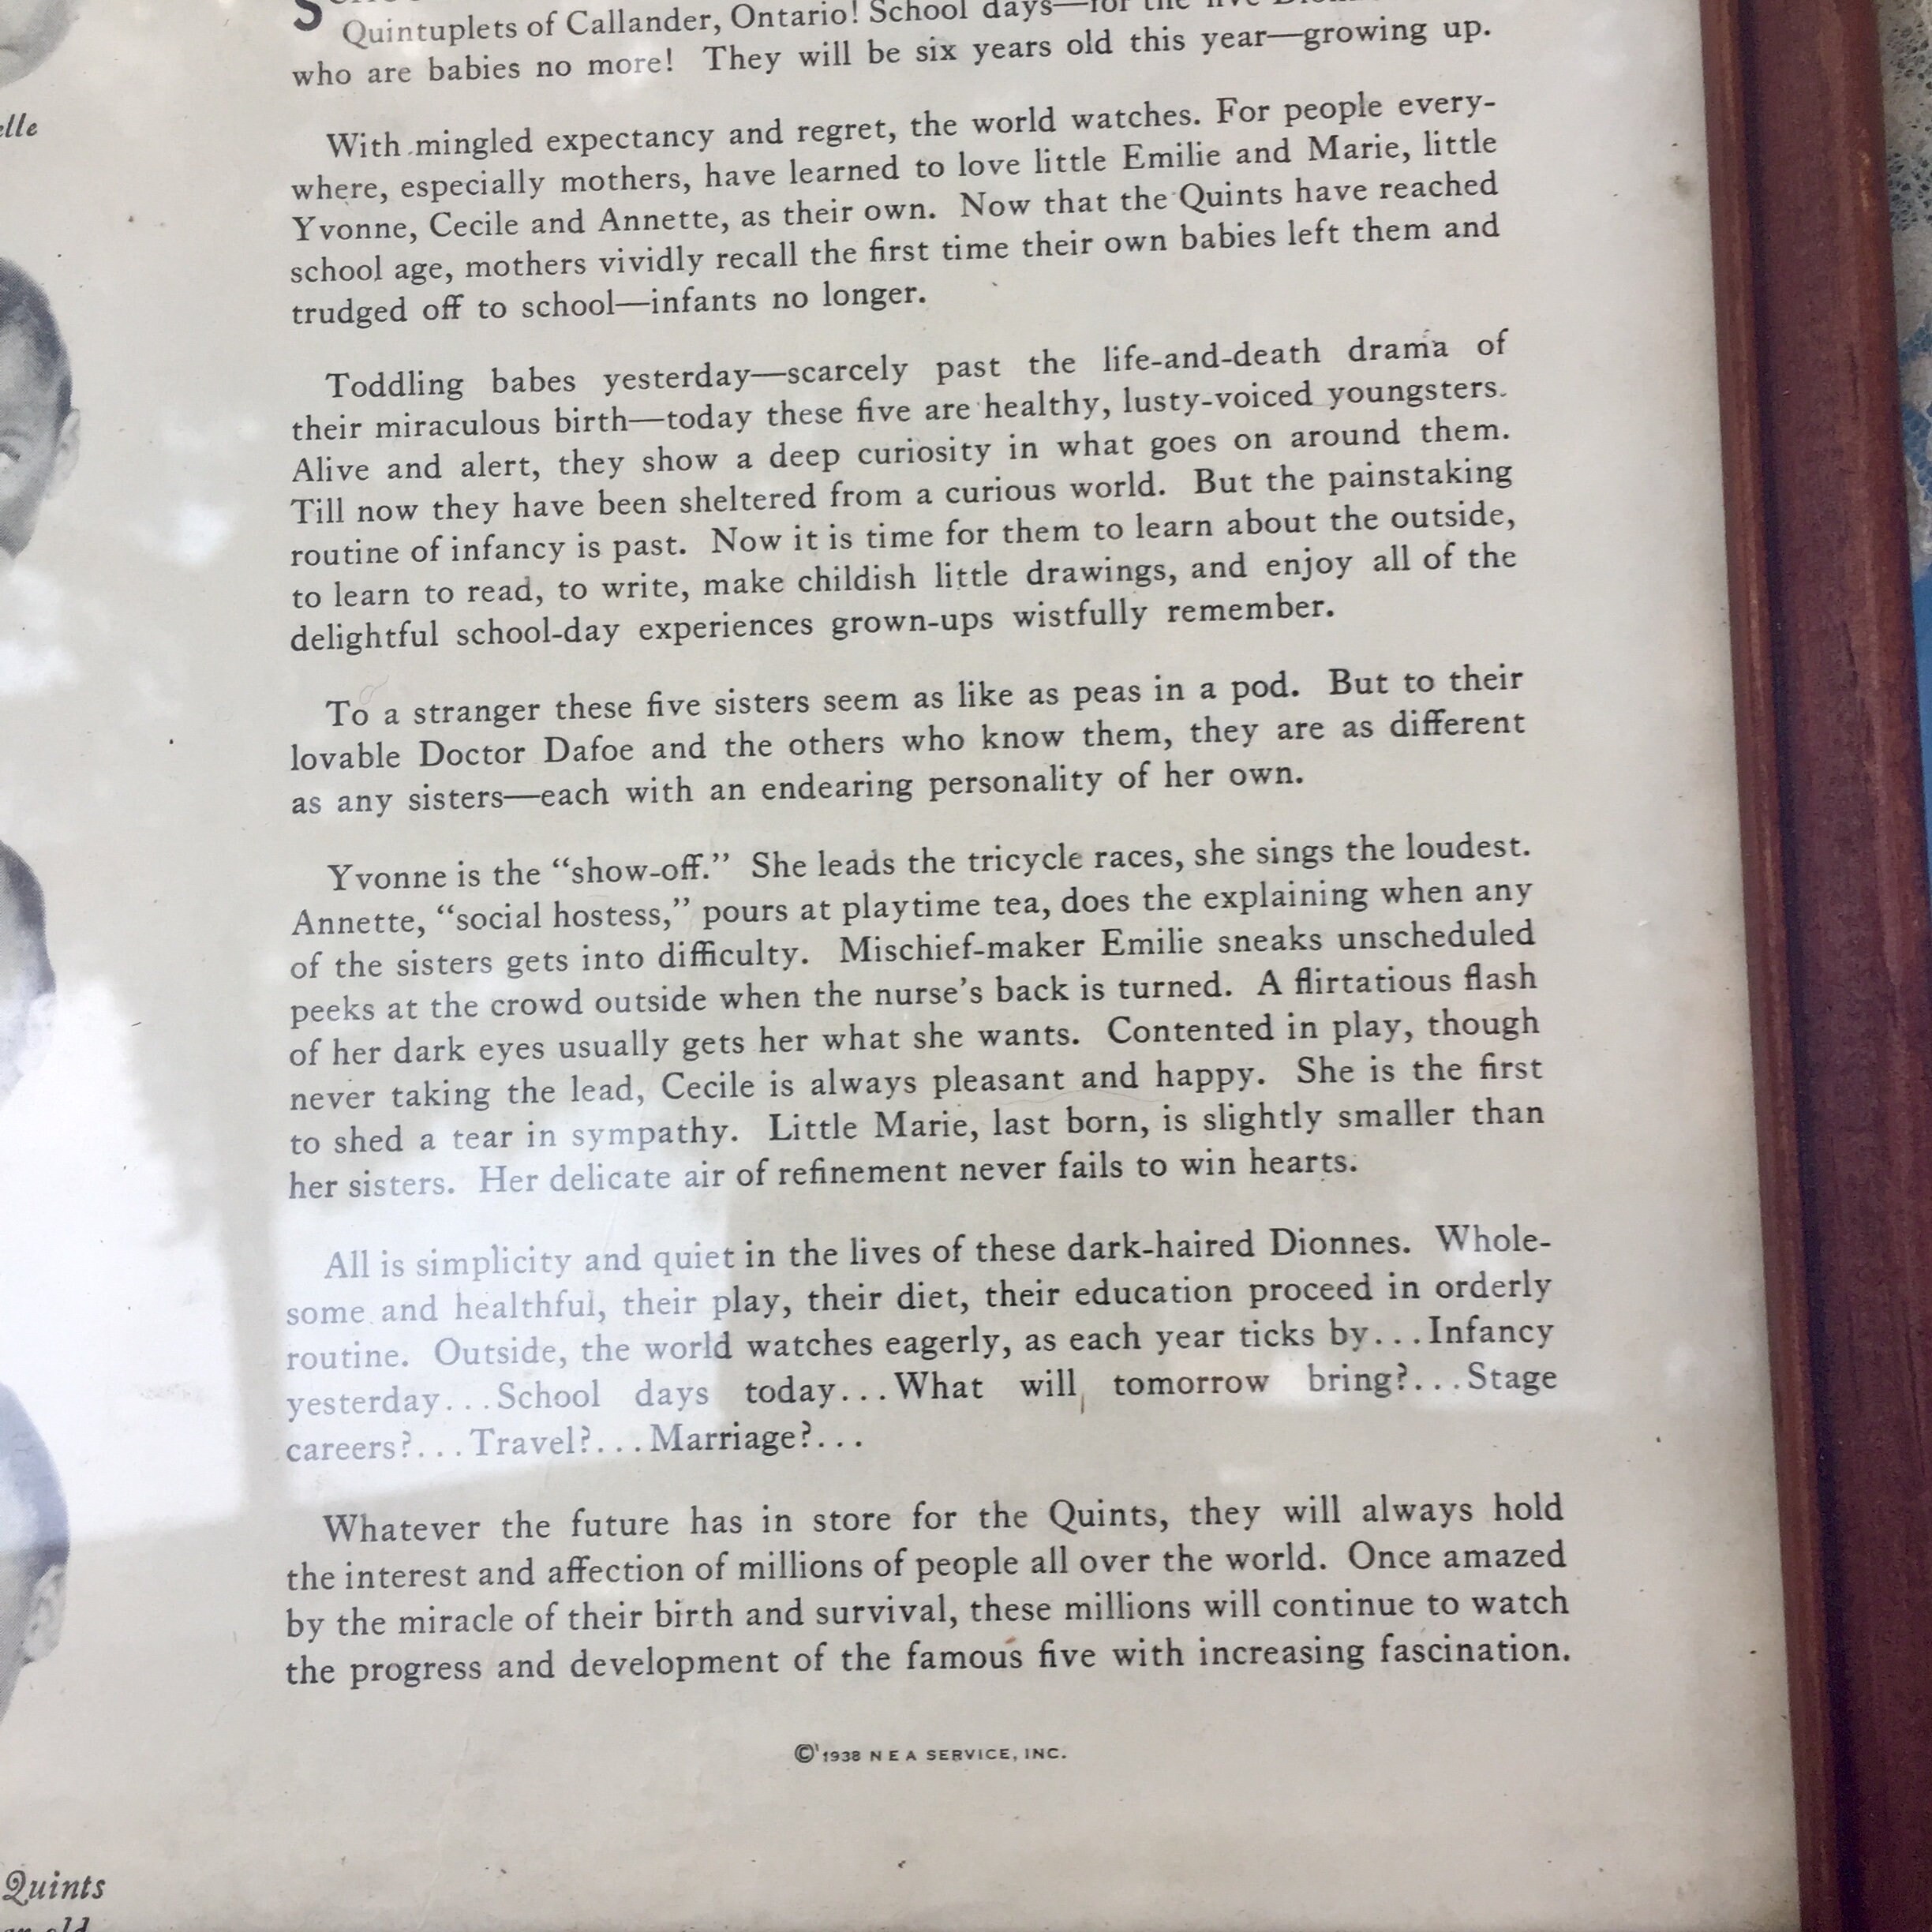 Quintuplets of Callander, Ontario! School days—for the five
who are babies no more! They will be six years old this year—growing up.
elle
With mingled expectancy and regret, the world watches. For people every-
where, especially mothers, have learned to love little Emilie and Marie, little
Yvonne, Cecile and Annette, as their own. Now that the Quints have reached
school age, mothers vividly recall the first time their own babies left them and
trudged off to school—infants no longer.
Toddling babes yesterday—scarcely past the life-and-death drama of
their miraculous birth—today these five are healthy, lusty-voiced youngsters.
Alive and alert, they show a deep curiosity in what goes on around them.
Till now they have been sheltered from a curious world. But the painstaking
routine of infancy is past. Now it is time for them to learn about the outside,
to learn to read, to write, make childish little drawings, and enjoy all of the
delightful school-day experiences grown-ups wistfully remember.
To a stranger these five sisters seem as like as peas in a pod. But to their
lovable Doctor Dafoe and the others who know them, they are as different
as any sisters—each with an endearing personality of her own.
Yvonne is the “show-off.” She leads the tricycle races, she sings the loudest.
Annette, “social hostess,” pours at playtime tea, does the explaining when any
of the sisters gets into difficulty. Mischief-maker Emilie sneaks unscheduled
peeks at the crowd outside when the nurse’s back is turned. A flirtatious flash
of her dark eyes usually gets her what she wants. Contented in play, though
never taking the lead, Cecile is always pleasant and happy. She is the first
to shed a tear in sympathy. Little Marie, last born, is slightly smaller than
her sisters. Her delicate air of refinement never fails to win hearts.
All is simplicity and quiet in the lives of these dark-haired Dionnes. Whole-
some and healthful, their play, their diet, their education proceed in orderly
routine. Outside, the world watches eagerly, as each year ticks by...Infancy
yesterday...School days today...What will tomorrow bring?...Stage
careers?...Travel?...Marriage?...
Whatever the future has in store for the Quints, they will always hold
the interest and affection of millions of people all over the world. Once amazed
by the miracle of their birth and survival, these millions will continue to watch
the progress and development of the famous five with increasing fascination.
© 1938 N E A SERVICE, INC.
Quints
old